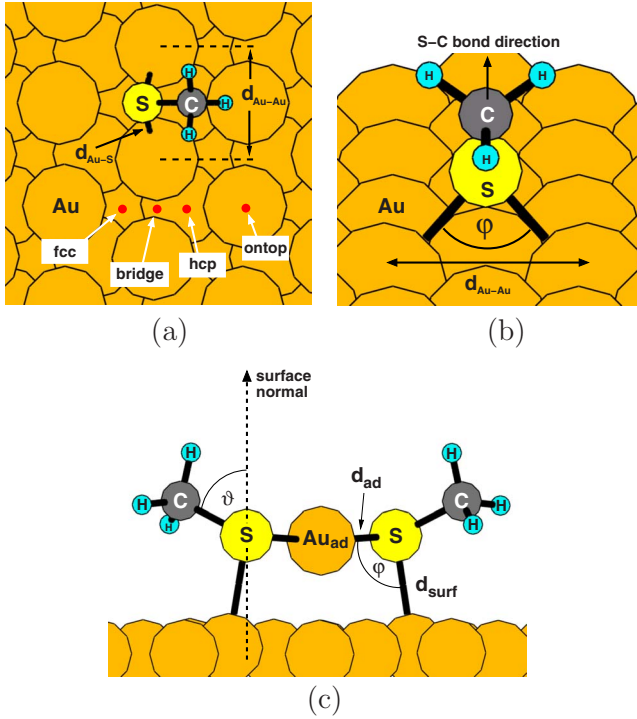 H
S
C
H
H
d_Au-Au
d_Au-S
Au
fcc
bridge
hcp
ontop
(a)
S–C bond direction
H
H
C
H
S
Au
φ
d_Au-Au
(b)
surface
normal
H
H
C
H
ϑ
S
Au_ad
d_ad
S
φ
d_surf
H
C
H
H
(c)